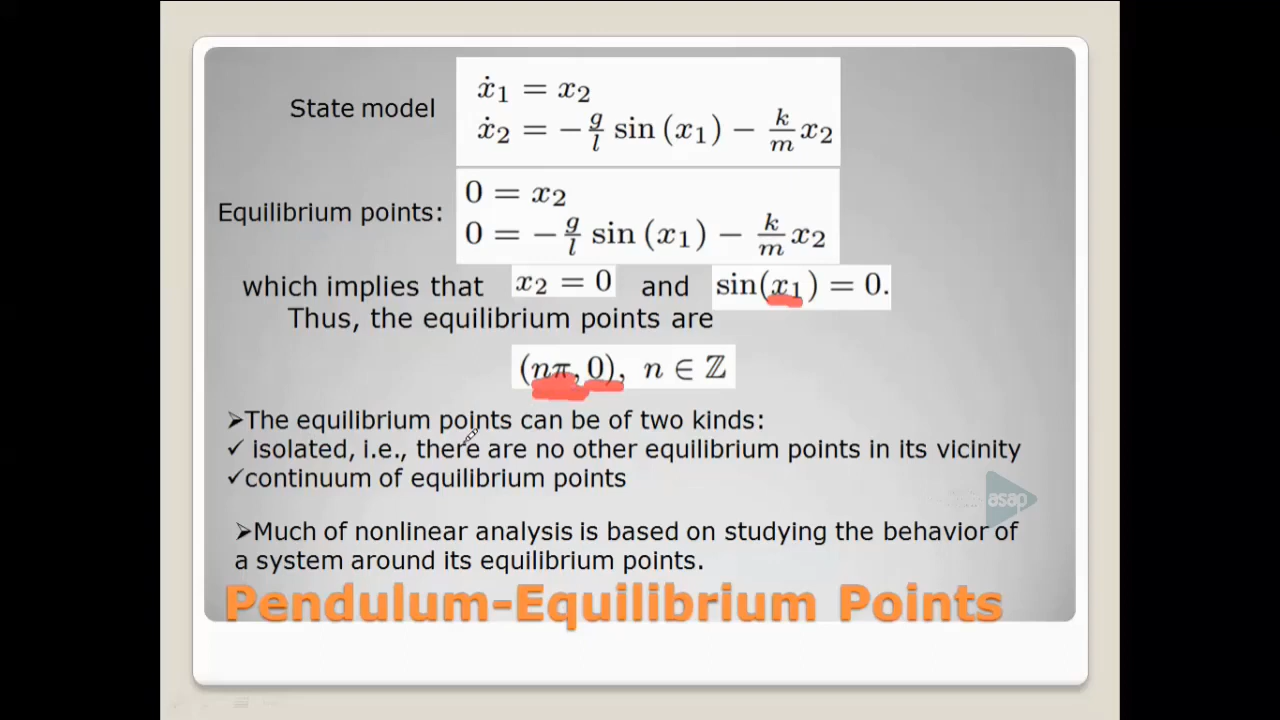 State model
ẋ₁ = x₂
ẋ₂ = −g/l sin (x₁) − k/m x₂
Equilibrium points:
0 = x₂
0 = −g/l sin (x₁) − k/m x₂
which implies that x₂ = 0 and sin(x₁) = 0.
Thus, the equilibrium points are
(nπ, 0), n ∈ ℤ
➢The equilibrium points can be of two kinds:
✓ isolated, i.e., there are no other equilibrium points in its vicinity
✓continuum of equilibrium points
asap
➢Much of nonlinear analysis is based on studying the behavior of
a system around its equilibrium points.
Pendulum-Equilibrium Points